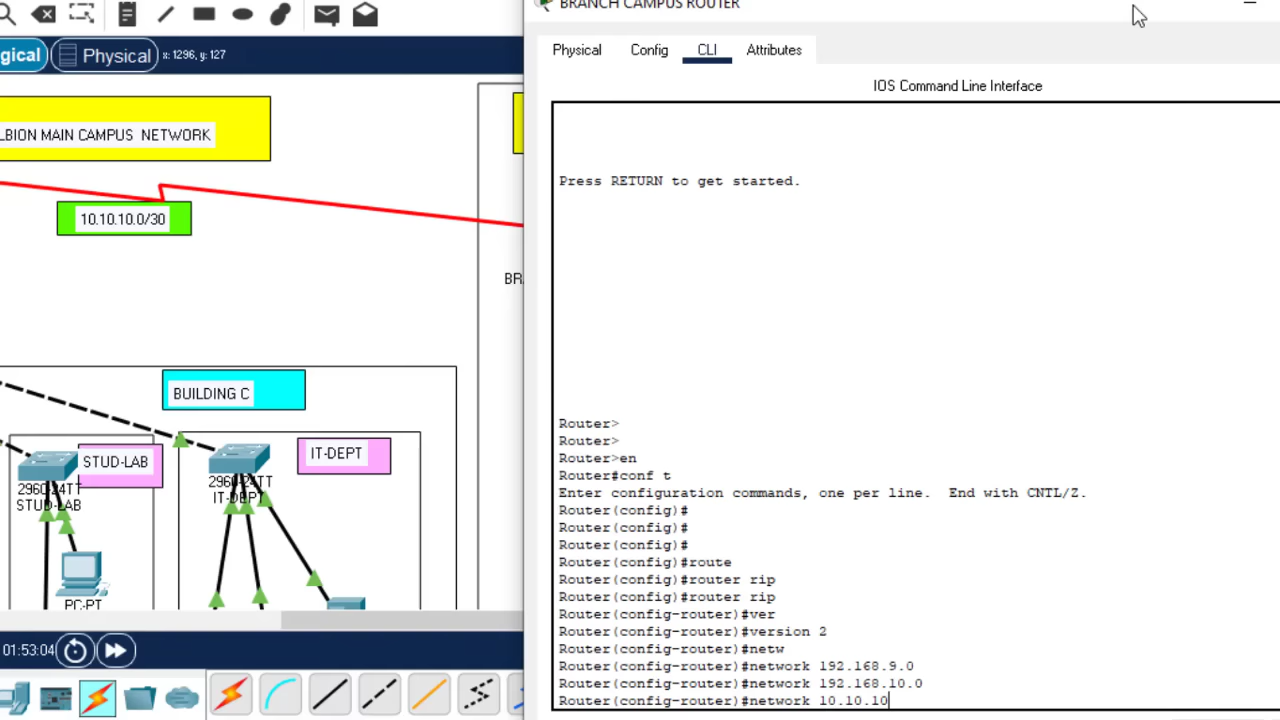 BRANCH CAMPUS ROUTER
gical
Physical
x: 1296, y: 127
Physical
Config
CLI
Attributes
IOS Command Line Interface
LBION MAIN CAMPUS NETWORK
10.10.10.0/30
BR
BUILDING C
STUD-LAB
IT-DEPT
2960-24TT
STUD-LAB
2960-24TT
IT-DEPT
PC-PT
01:53:04
Press RETURN to get started.
Router>
Router>
Router>en
Router#conf t
Enter configuration commands, one per line.  End with CNTL/Z.
Router(config)#
Router(config)#
Router(config)#
Router(config)#route
Router(config)#router rip
Router(config)#router rip
Router(config-router)#ver
Router(config-router)#version 2
Router(config-router)#netw
Router(config-router)#network 192.168.9.0
Router(config-router)#network 192.168.10.0
Router(config-router)#network 10.10.10